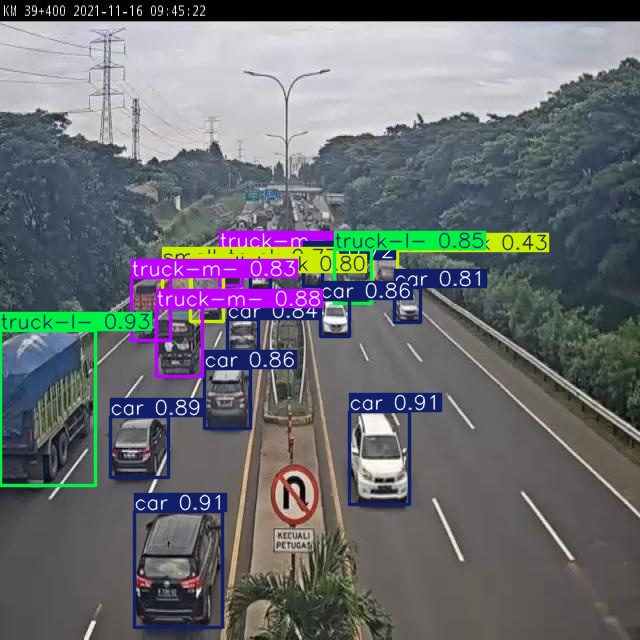 KM 39+400 2021-11-16 09:45:22
truck-m-
truck-l- 0.85
k 0.43
truck-m- 0.83
0.80
car 0.81
truck-m- 0.88
car 0.86
car 0.84
truck-l- 0.93
car 0.86
car 0.89
car 0.91
car 0.91
KECUALI
PETUGAS